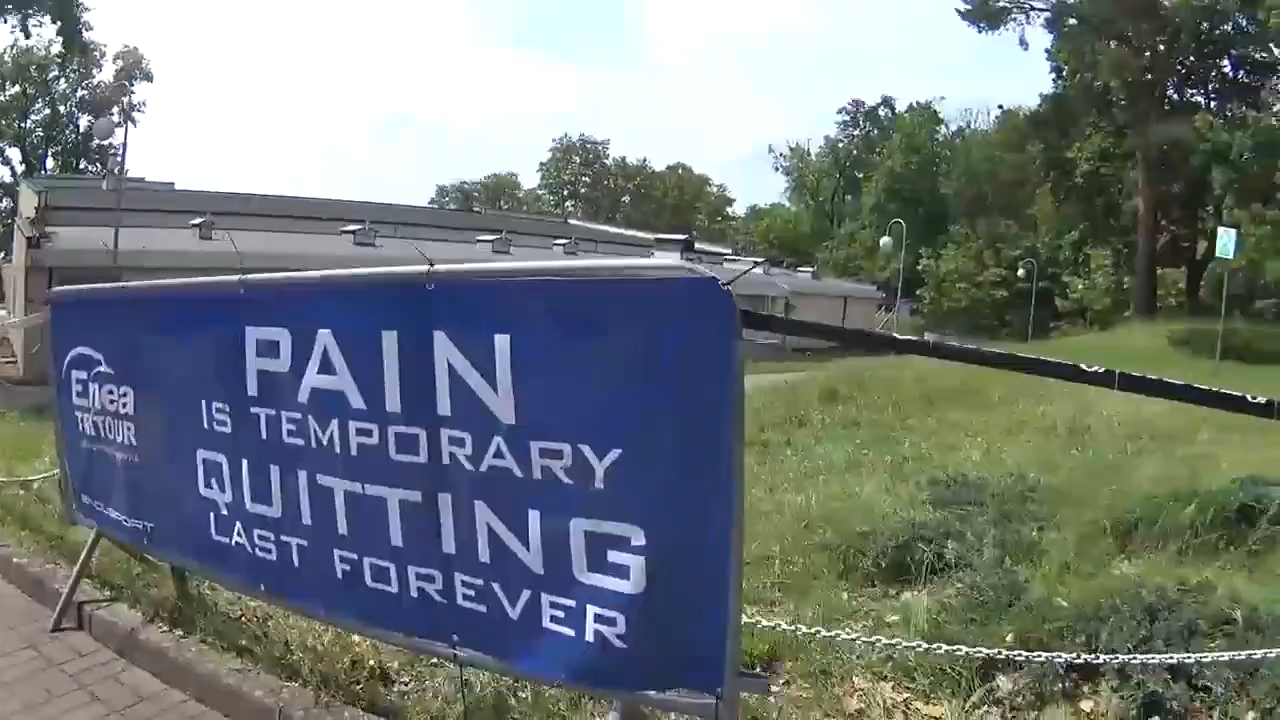 PAIN
IS TEMPORARY
QUITTING
LAST FOREVER
Enea
TRI TOUR